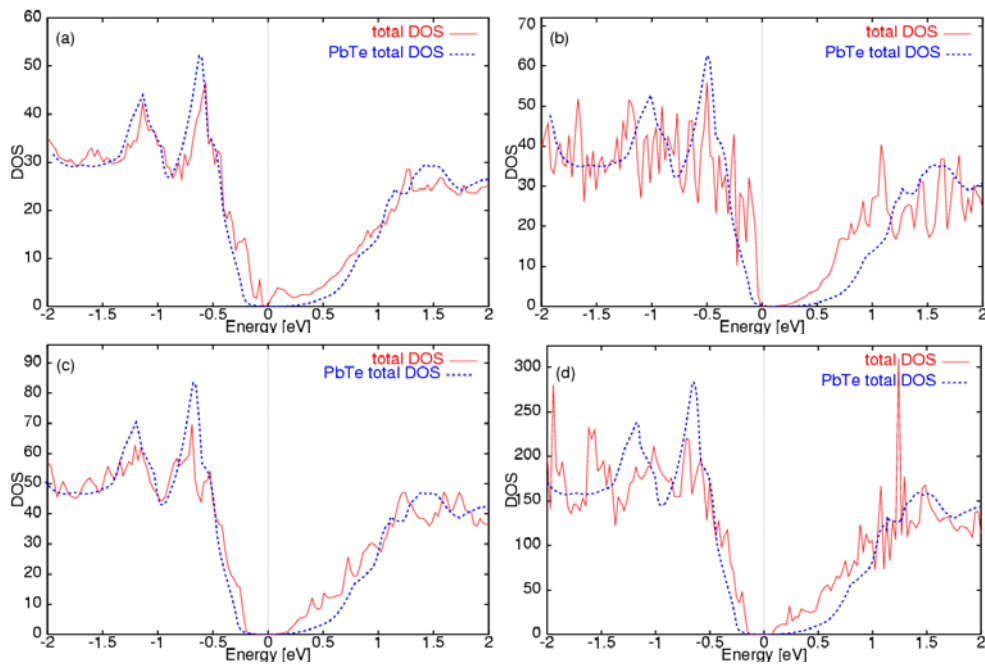 (a)
total DOS
PbTe total DOS
DOS
60
50
40
30
20
10
0
-2 -1.5 -1 -0.5 0 0.5 1 1.5 2
Energy [eV]
(b)
total DOS
PbTe total DOS
DOS
70
60
50
40
30
20
10
0
-2 -1.5 -1 -0.5 0 0.5 1 1.5 2
Energy [eV]
(c)
total DOS
PbTe total DOS
DOS
90
80
70
60
50
40
30
20
10
0
-2 -1.5 -1 -0.5 0 0.5 1 1.5 2
Energy [eV]
(d)
total DOS
PbTe total DOS
DOS
300
250
200
150
100
50
0
-2 -1.5 -1 -0.5 0 0.5 1 1.5 2
Energy [eV]